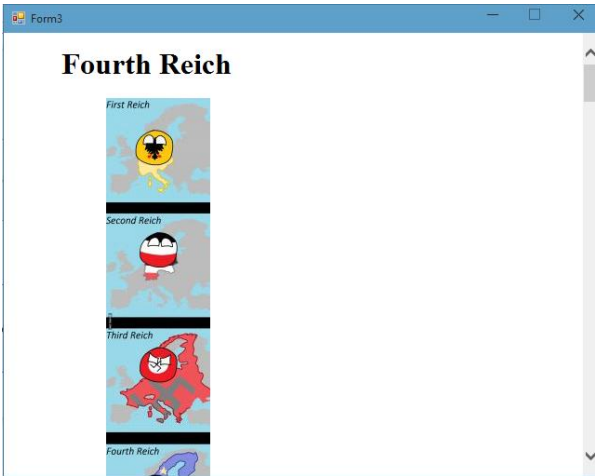 Form3
Fourth Reich
First Reich
Second Reich
Third Reich
Fourth Reich